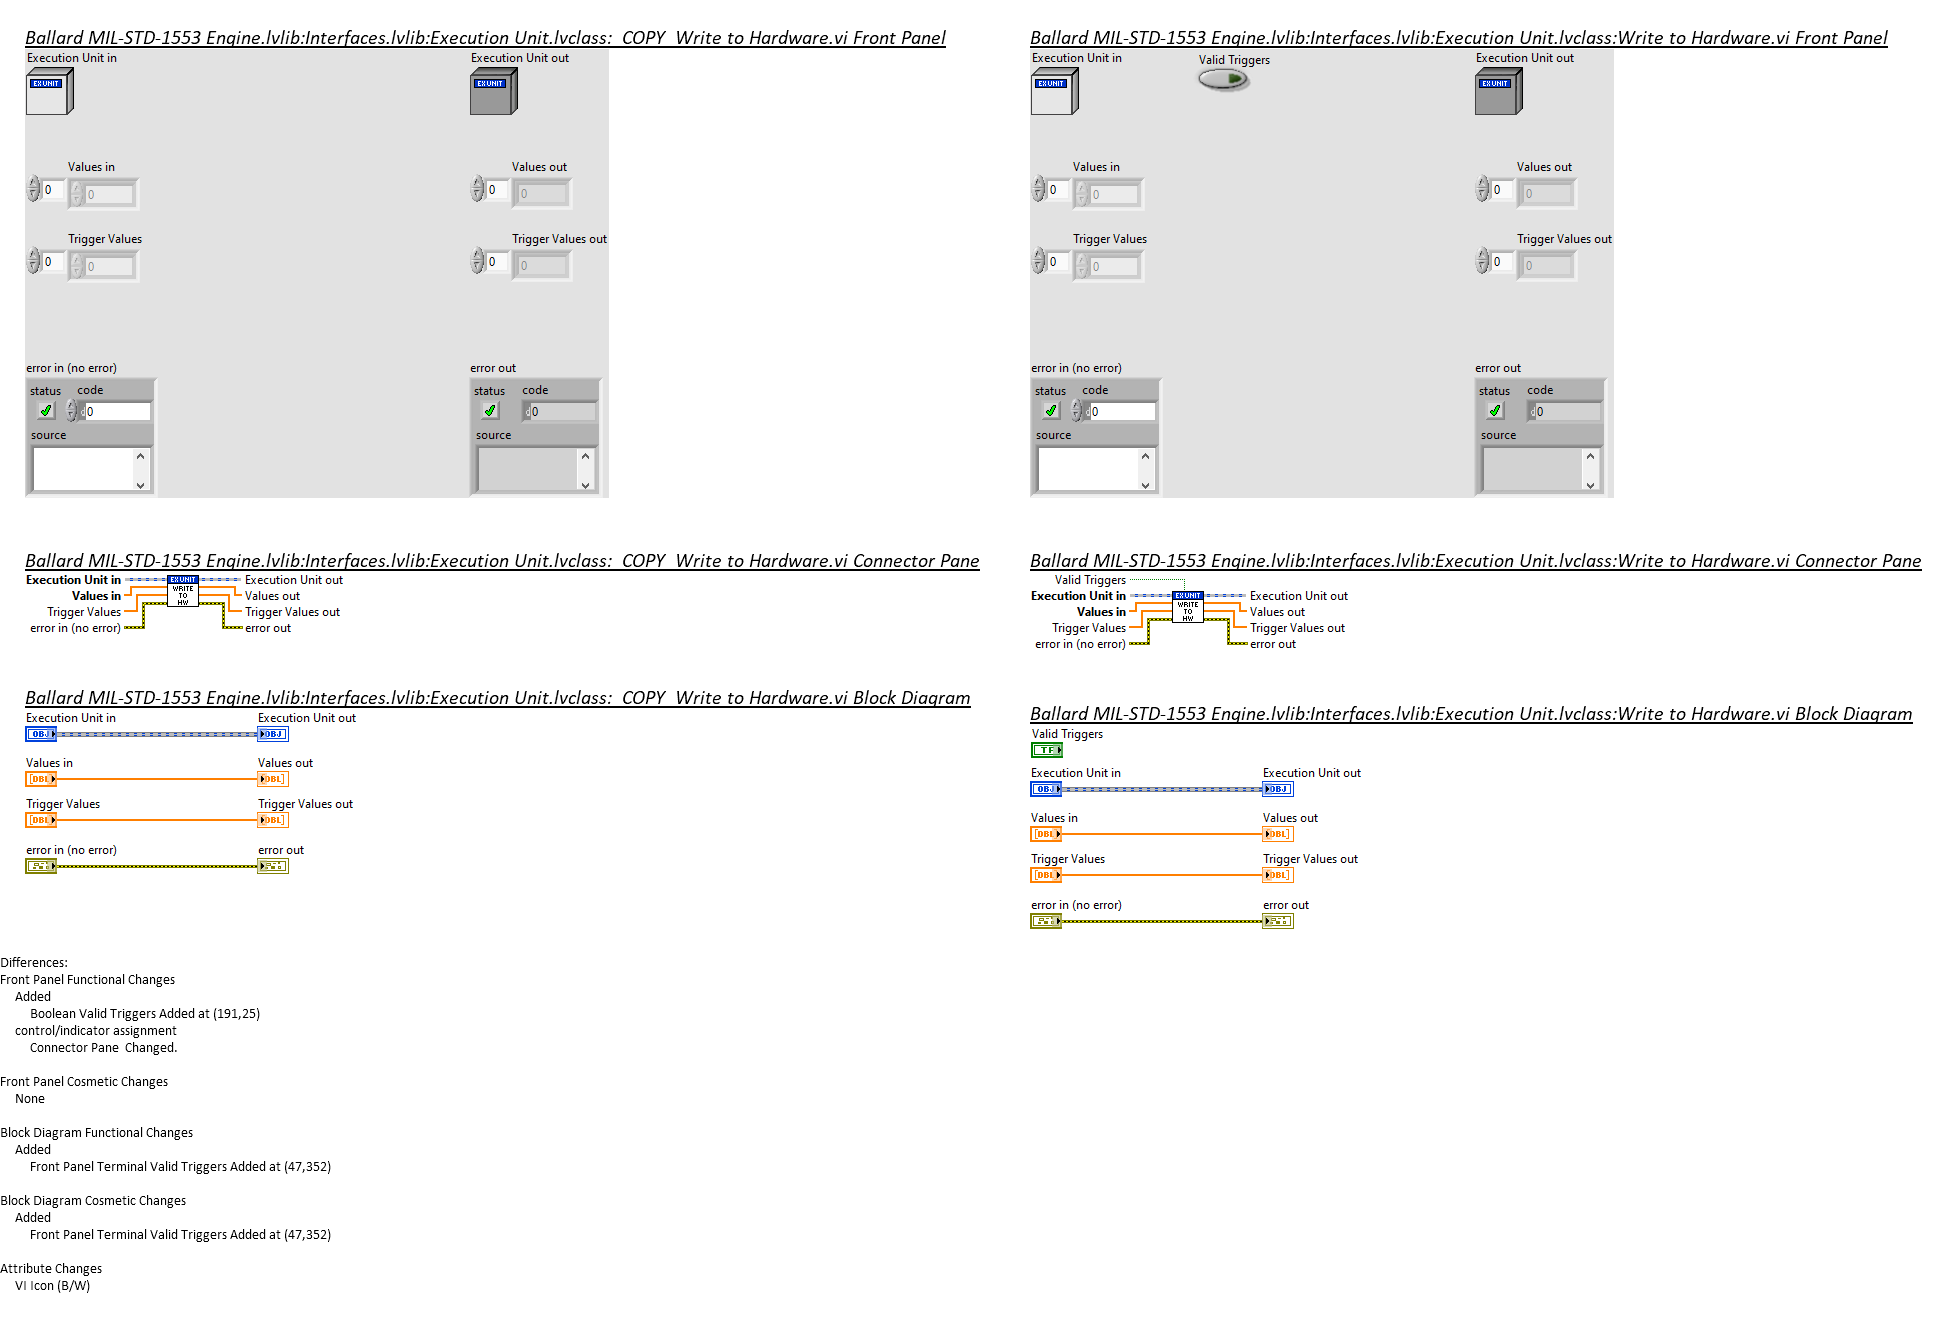 Ballard MIL-STD-1553 Engine.lvlib:Interfaces.lvlib:Execution Unit.lvclass:  COPY  Write to Hardware.vi Front Panel
Execution Unit in
Execution Unit out
EX UNIT
EX UNIT
Values in
Values out
0
0
0
0
Trigger Values
Trigger Values out
0
0
0
0
error in (no error)
error out
status code
status code
d0
d0
source
source
Ballard MIL-STD-1553 Engine.lvlib:Interfaces.lvlib:Execution Unit.lvclass:  COPY  Write to Hardware.vi Connector Pane
Execution Unit in
EX UNIT
Execution Unit out
Values in
WRITE
Values out
TO
Trigger Values
HW
Trigger Values out
error in (no error)
error out
Ballard MIL-STD-1553 Engine.lvlib:Interfaces.lvlib:Execution Unit.lvclass:  COPY  Write to Hardware.vi Block Diagram
Execution Unit in
Execution Unit out
OBJ
OBJ
Values in
Values out
[DBL]
[DBL]
Trigger Values
Trigger Values out
[DBL]
[DBL]
error in (no error)
error out
Ballard MIL-STD-1553 Engine.lvlib:Interfaces.lvlib:Execution Unit.lvclass:Write to Hardware.vi Front Panel
Execution Unit in
Valid Triggers
Execution Unit out
EX UNIT
EX UNIT
Values in
Values out
0
0
0
0
Trigger Values
Trigger Values out
0
0
0
0
error in (no error)
error out
status code
status code
d0
d0
source
source
Ballard MIL-STD-1553 Engine.lvlib:Interfaces.lvlib:Execution Unit.lvclass:Write to Hardware.vi Connector Pane
Valid Triggers
Execution Unit in
EX UNIT
Execution Unit out
Values in
WRITE
Values out
TO
Trigger Values
HW
Trigger Values out
error in (no error)
error out
Ballard MIL-STD-1553 Engine.lvlib:Interfaces.lvlib:Execution Unit.lvclass:Write to Hardware.vi Block Diagram
Valid Triggers
TF
Execution Unit in
Execution Unit out
OBJ
OBJ
Values in
Values out
[DBL]
[DBL]
Trigger Values
Trigger Values out
[DBL]
[DBL]
error in (no error)
error out
Differences:
Front Panel Functional Changes
Added
Boolean Valid Triggers Added at (191,25)
control/indicator assignment
Connector Pane  Changed.
Front Panel Cosmetic Changes
None
Block Diagram Functional Changes
Added
Front Panel Terminal Valid Triggers Added at (47,352)
Block Diagram Cosmetic Changes
Added
Front Panel Terminal Valid Triggers Added at (47,352)
Attribute Changes
VI Icon (B/W)